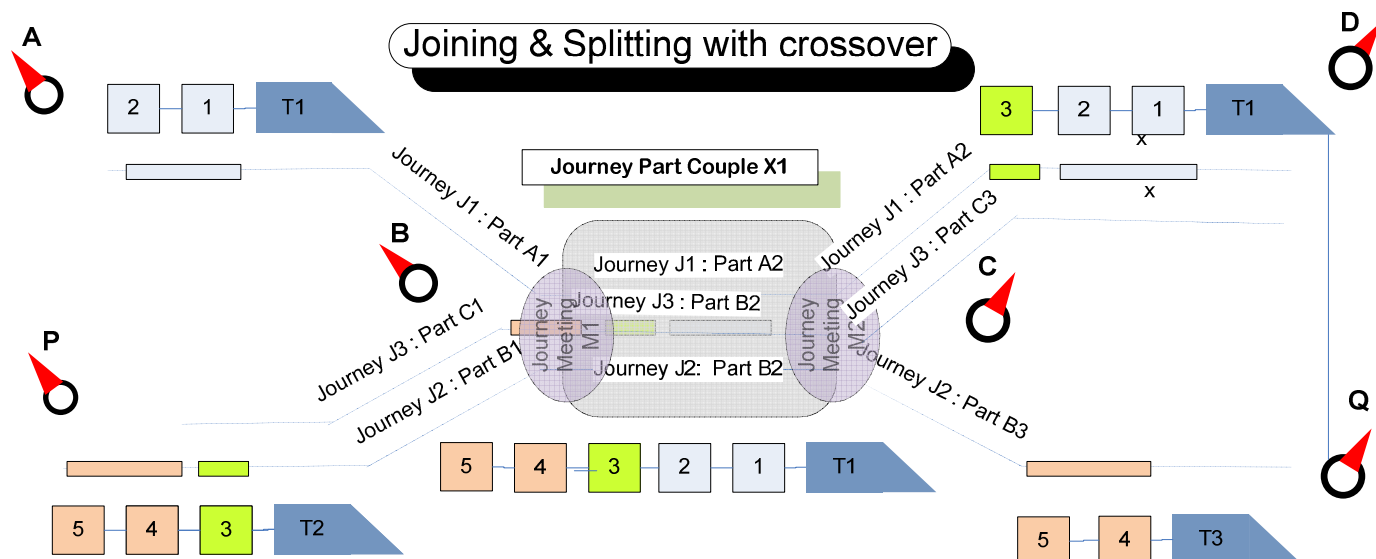 Joining & Splitting with crossover
A
D
2 1 T1
3 2 1 T1
x
x
Journey Part Couple X1
Journey J1 : Part A1
Journey J1 : Part A2
Journey J3 : Part C3
B
C
Journey J1 : Part A2
Journey J3 : Part B2
Journey J2: Part B2
Journey
Meeting
M1
Journey
Meeting
M2
P
Journey J3 : Part C1
Journey J2 : Part B1
Journey J2 : Part B3
Q
5 4 3 2 1 T1
5 4 3 T2
5 4 T3